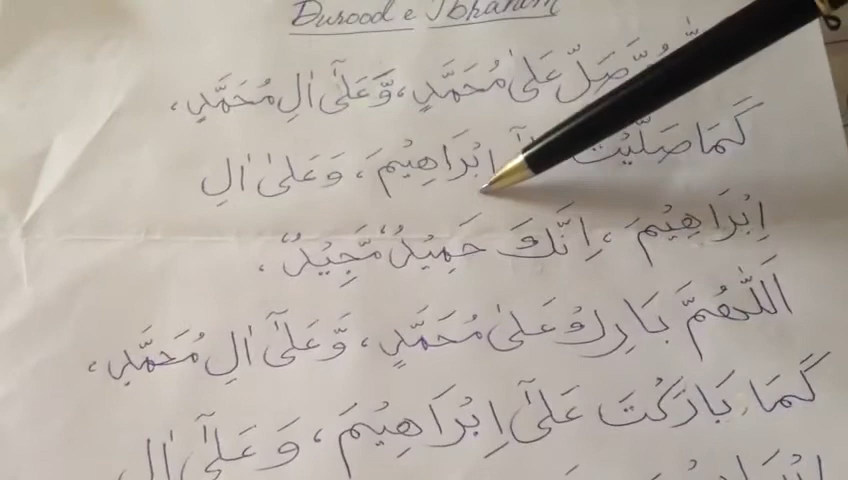 Durood e Ibrahim
صَلِّ عَلٰى مُحَمَّدٍ، وَّعَلٰٓى اٰلِ مُحَمَّدٍ،
كَمَا صَلَّيْتَ اِبْرَاهِيْمَ، وَعَلٰى اٰلِ
اِبْرَاهِيْمَ، اِنَّكَ حَمِيْدٌ مَّجِيْدٌ،
اَللّٰهُمَّ بَارِكْ عَلٰى مُحَمَّدٍ، وَّعَلٰٓى اٰلِ مُحَمَّدٍ،
كَمَا بَارَكْتَ عَلٰٓى اِبْرَاهِيْمَ، وَعَلٰٓى اٰلِ